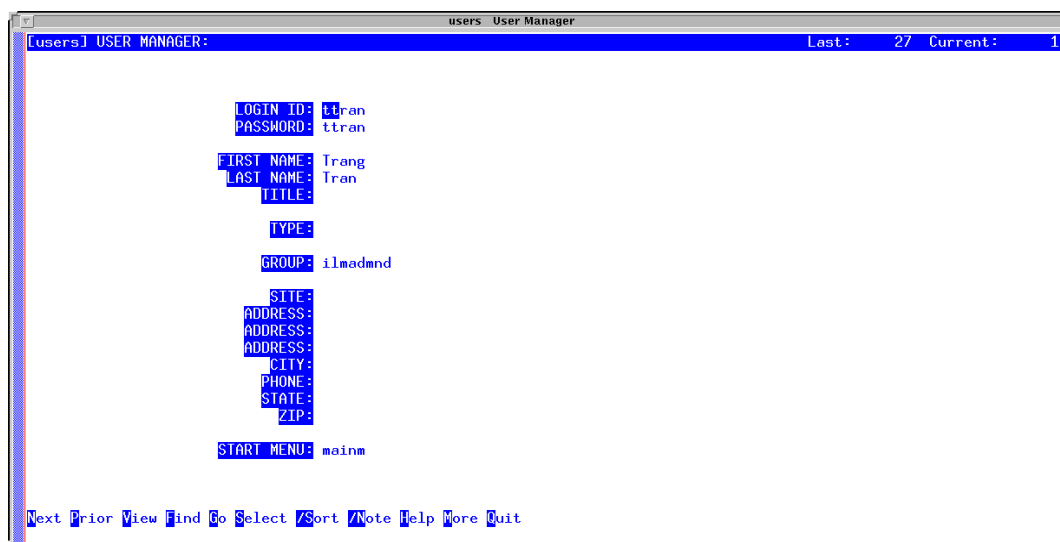 users User Manager
[users] USER MANAGER: Last: 27 Current: 1
LOGIN ID: ttran
PASSWORD: ttran
FIRST NAME: Trang
LAST NAME: Tran
TITLE:
TYPE:
GROUP: ilmadmnd
SITE:
ADDRESS:
ADDRESS:
ADDRESS:
CITY:
PHONE:
STATE:
ZIP:
START MENU: mainm
Next Prior View Find Go Select /Sort /Note Help More Quit